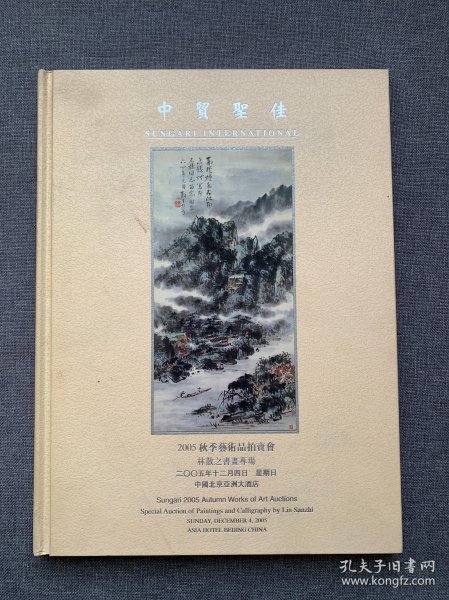 中貿聖佳
SUNGARI INTERNATIONAL
2005 秋季藝術品拍賣會
林散之書畫專場
二〇〇五年十二月四日 星期日
中國北京亞洲大酒店
Sungari 2005 Autumn Works of Art Auctions
Special Auction of Paintings and Calligraphy by Lin Sanzhi
SUNDAY, DECEMBER 4, 2005
ASIA HOTEL BEIJING CHINA
孔夫子旧书网
www.kongfz.com